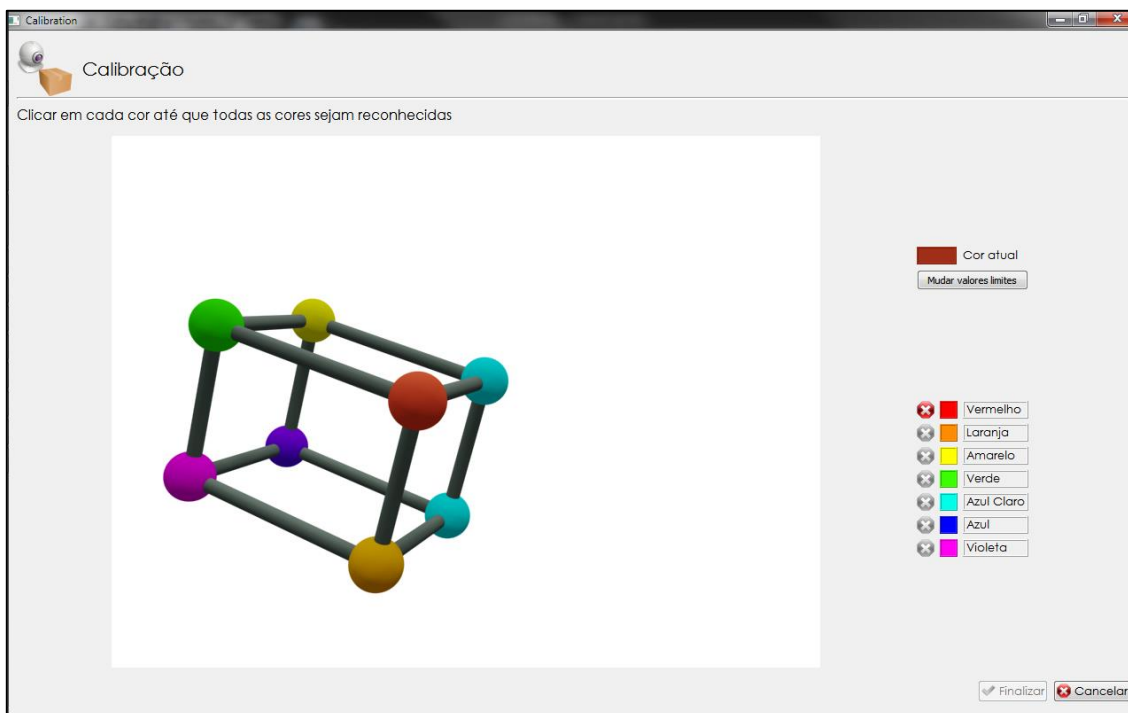 Calibration
Calibração
Clicar em cada cor até que todas as cores sejam reconhecidas
Cor atual
Mudar valores limites
Vermelho
Laranja
Amarelo
Verde
Azul Claro
Azul
Violeta
Finalizar
Cancelar